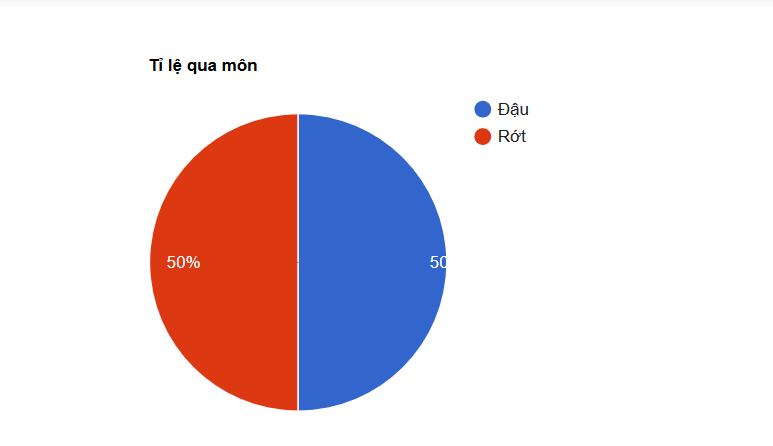 Tỉ lệ qua môn
Đậu
Rớt
50%
50